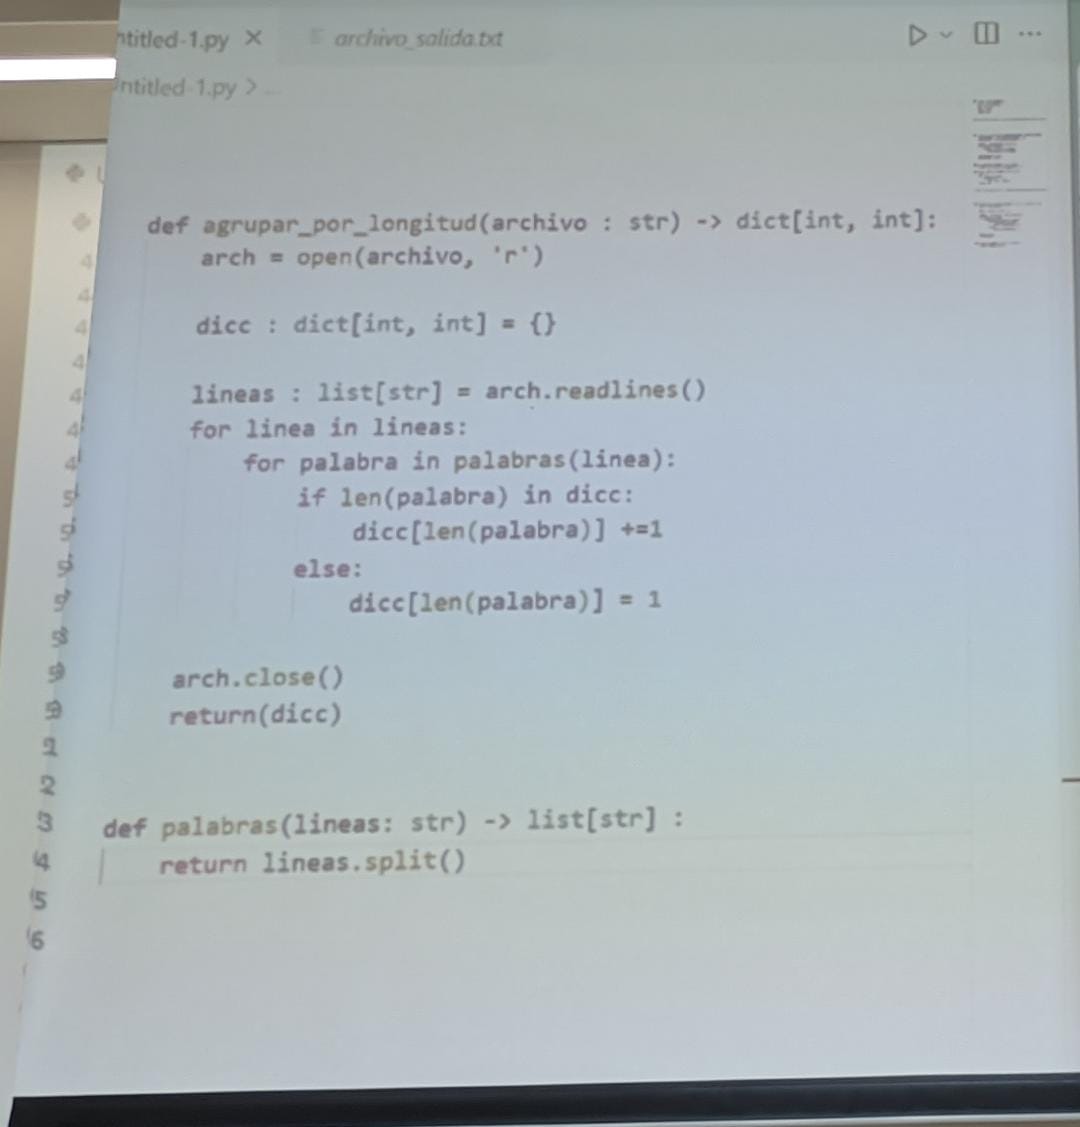 ntitled-1.py × archivo_salida.txt
ntitled-1.py > ...
def agrupar_por_longitud(archivo : str) -> dict[int, int]:
arch = open(archivo, 'r')
dicc : dict[int, int] = {}
lineas : list[str] = arch.readlines()
for linea in lineas:
for palabra in palabras(linea):
if len(palabra) in dicc:
dicc[len(palabra)] +=1
else:
dicc[len(palabra)] = 1
arch.close()
return(dicc)
def palabras(lineas: str) -> list[str] :
return lineas.split()